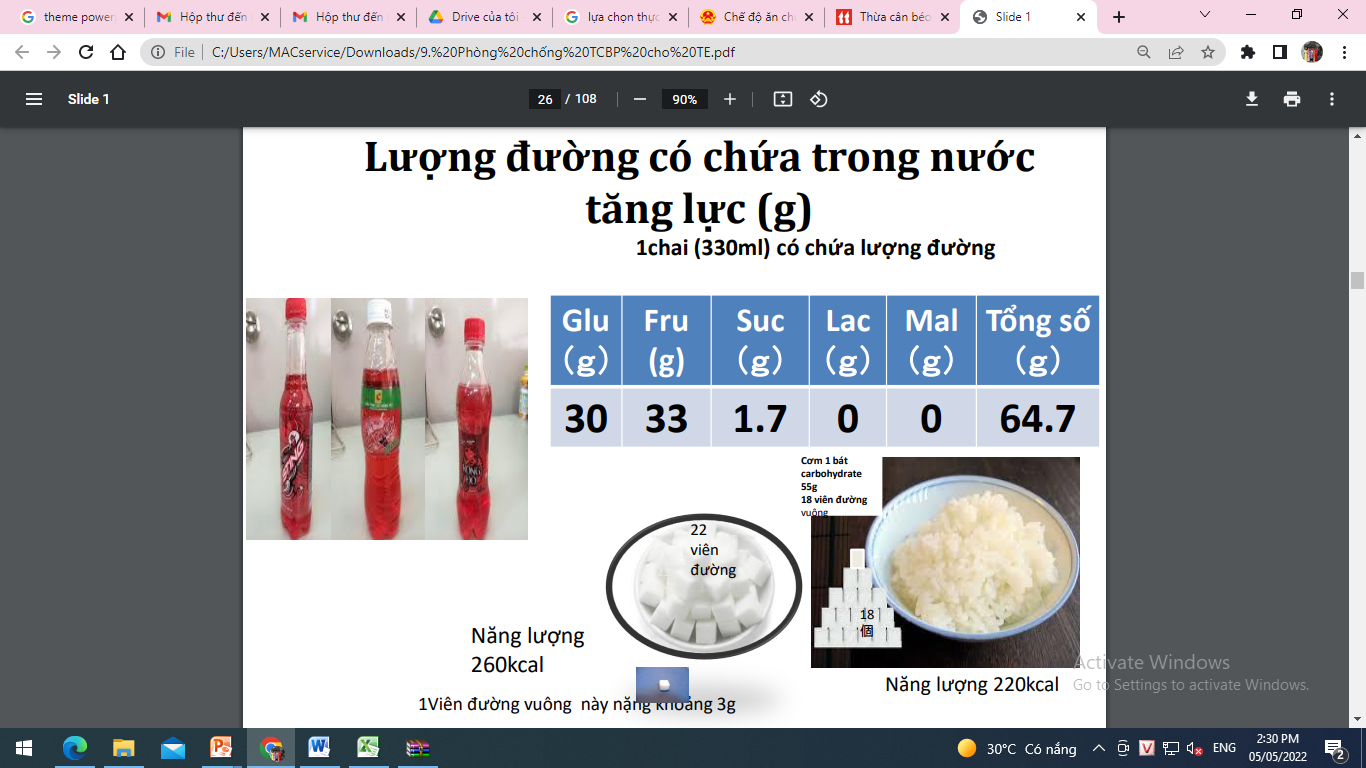 theme power
Hộp thư đến
Hộp thư đến
Drive của tôi
lựa chọn thực
Chế độ ăn ch
Thừa cân béo
Slide 1
File
C:/Users/MACservice/Downloads/9.%20Phòng%20chống%20TCBP%20cho%20TE.pdf
Slide 1
26 / 108
90%
Lượng đường có chứa trong nước
tăng lực (g)
1chai (330ml) có chứa lượng đường
Glu Fru Suc Lac Mal Tổng số
（g） (g) （g） （g） （g） （g）
30 33 1.7 0 0 64.7
Cơm 1 bát
carbohydrate
55g
18 viên đường
vuông
22
viên
đường
18
個
Năng lượng
260kcal
Năng lượng 220kcal
1Viên đường vuông này nặng khoảng 3g
Activate Windows
Go to Settings to activate Windows.
30°C Có nắng
ENG
2:30 PM
05/05/2022
2